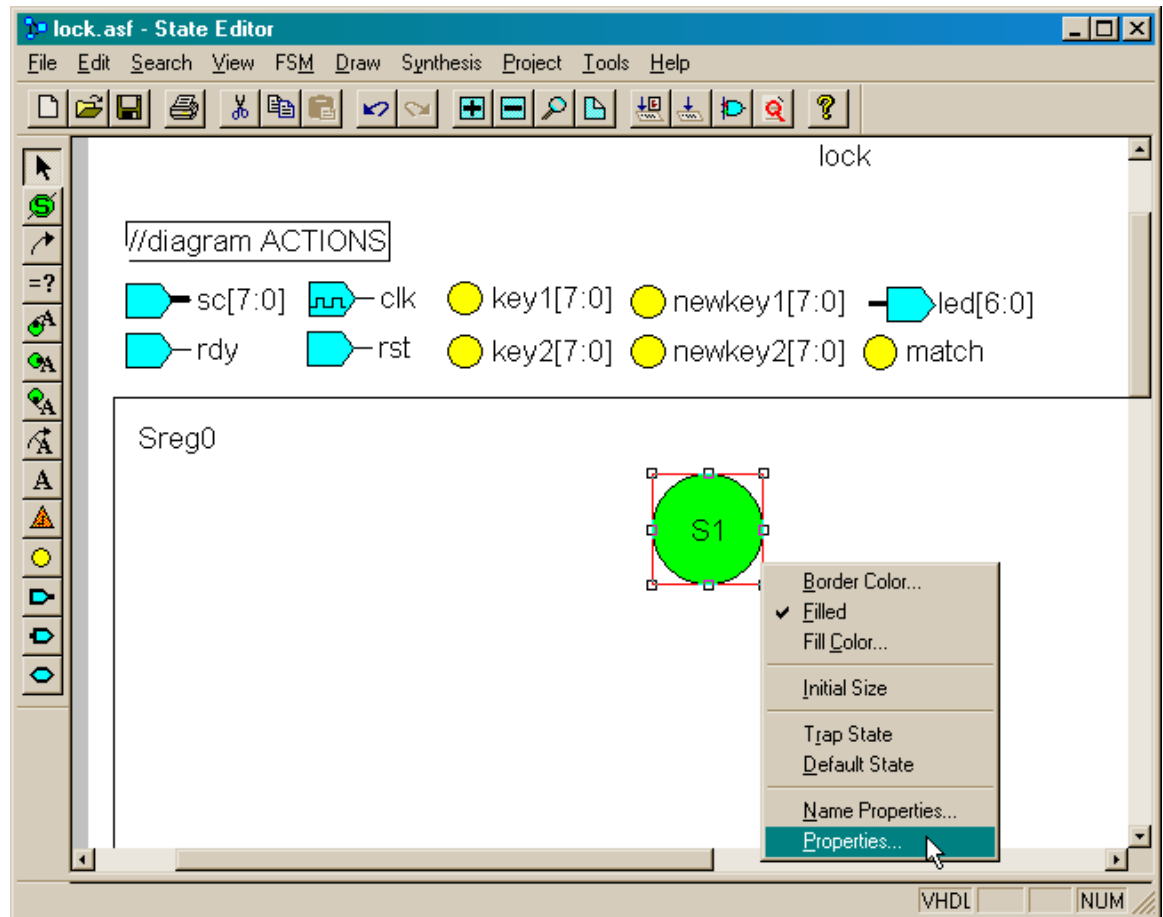 lock.asf - State Editor
File Edit Search View FSM Draw Synthesis Project Tools Help
lock
//diagram ACTIONS
sc[7:0] clk key1[7:0] newkey1[7:0] led[6:0]
rdy rst key2[7:0] newkey2[7:0] match
Sreg0
S1
Border Color...
Filled
Fill Color...
Initial Size
Trap State
Default State
Name Properties...
Properties...
=?
A
A
A
A
A
VHDL NUM